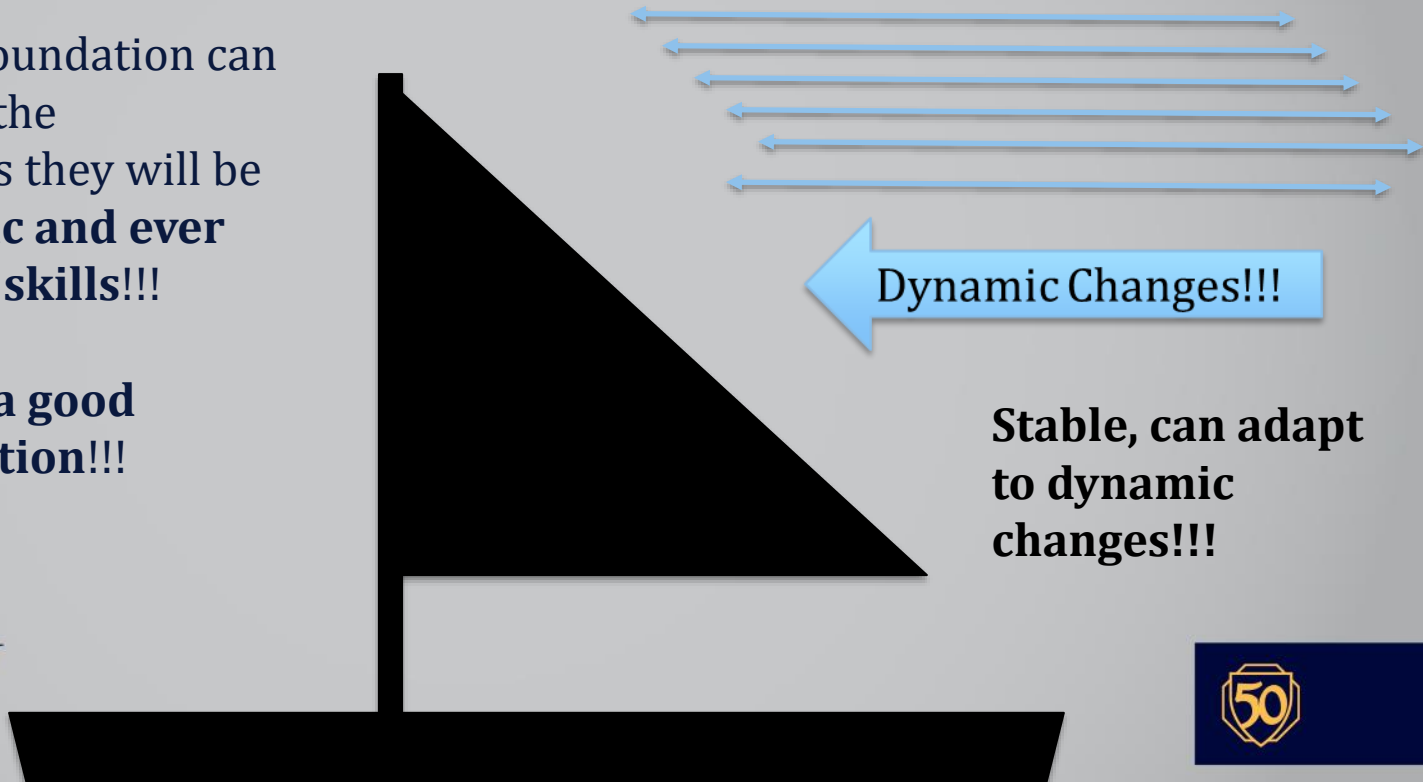 oundation can
the
s they will be
c and ever
skills!!!
a good
tion!!!
Dynamic Changes!!!
Stable, can adapt
to dynamic
changes!!!
50